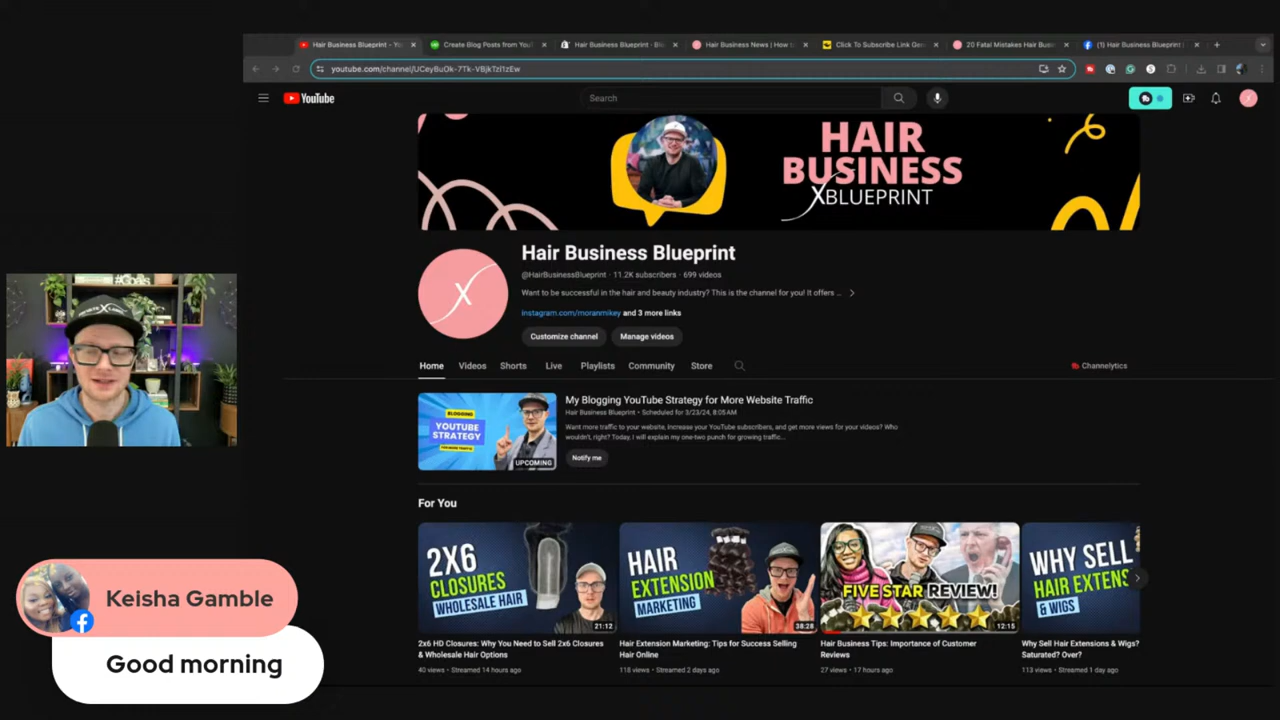 Hair Business Blueprint - Yo
Create Blog Posts from YouT
Hair Business Blueprint · Bl
Hair Business News | How to
Click To Subscribe Link Gen
20 Fatal Mistakes Hair Busi
(1) Hair Business Blueprint
YouTube
Search
HAIR
BUSINESS
XBLUEPRINT
Hair Business Blueprint
@HairBusinessBlueprint · 11.2K subscribers · 699 videos
Want to be successful in the hair and beauty industry? This is the channel for you! It offers ...
instagram.com/moranmikey and 3 more links
Customize channel
Manage videos
Home
Videos
Shorts
Live
Playlists
Community
Store
Channelytics
BLOGGING
YOUTUBE
STRATEGY
UPCOMING
My Blogging YouTube Strategy for More Website Traffic
Hair Business Blueprint • Scheduled for 3/23/24, 8:05 AM
Want more traffic to your website, increase your YouTube subscribers, and get more views for your videos? Who
wouldn't, right? Today, I will explain my one-two punch for growing traffic...
Notify me
For You
2X6
CLOSURES
WHOLESALE HAIR
21:12
HAIR
EXTENSION
MARKETING
38:28
FIVE STAR REVIEW!
12:15
WHY SELL
HAIR EXTENS
& WIGS
2x6 HD Closures: Why You Need to Sell 2x6 Closures
& Wholesale Hair Options
40 views • Streamed 14 hours ago
Hair Extension Marketing: Tips for Success Selling
Hair Online
118 views • Streamed 2 days ago
Hair Business Tips: Importance of Customer
Reviews
27 views • 17 hours ago
Why Sell Hair Extensions & Wigs?
Saturated? Over?
113 views • Streamed 1 day ago
Keisha Gamble
Good morning